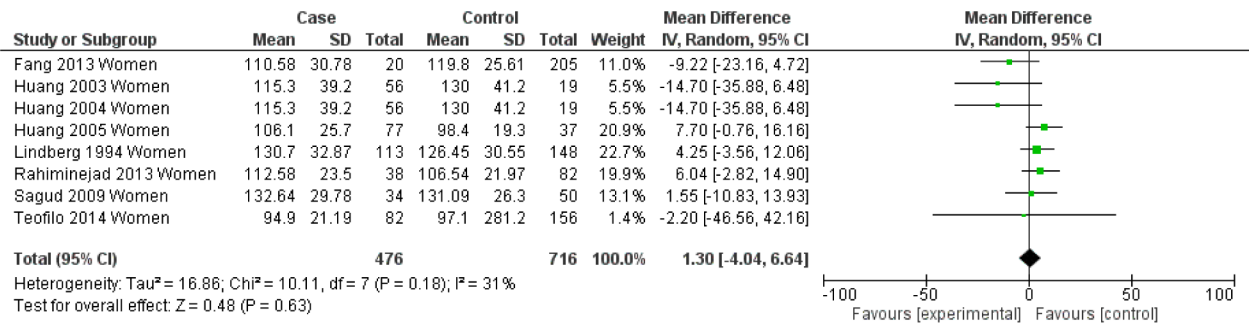 Case Control Mean Difference Mean Difference
Study or Subgroup Mean SD Total Mean SD Total Weight IV, Random, 95% CI IV, Random, 95% CI
Fang 2013 Women 110.58 30.78 20 119.8 25.61 205 11.0% -9.22 [-23.16, 4.72]
Huang 2003 Women 115.3 39.2 56 130 41.2 19 5.5% -14.70 [-35.88, 6.48]
Huang 2004 Women 115.3 39.2 56 130 41.2 19 5.5% -14.70 [-35.88, 6.48]
Huang 2005 Women 106.1 25.7 77 98.4 19.3 37 20.9% 7.70 [-0.76, 16.16]
Lindberg 1994 Women 130.7 32.87 113 126.45 30.55 148 22.7% 4.25 [-3.56, 12.06]
Rahiminejad 2013 Women 112.58 23.5 38 106.54 21.97 82 19.9% 6.04 [-2.82, 14.90]
Sagud 2009 Women 132.64 29.78 34 131.09 26.3 50 13.1% 1.55 [-10.83, 13.93]
Teofilo 2014 Women 94.9 21.19 82 97.1 281.2 156 1.4% -2.20 [-46.56, 42.16]
Total (95% CI) 476 716 100.0% 1.30 [-4.04, 6.64]
Heterogeneity: Tau² = 16.86; Chi² = 10.11, df = 7 (P = 0.18); I² = 31%
Test for overall effect: Z = 0.48 (P = 0.63)
-100 -50 0 50 100
Favours [experimental] Favours [control]